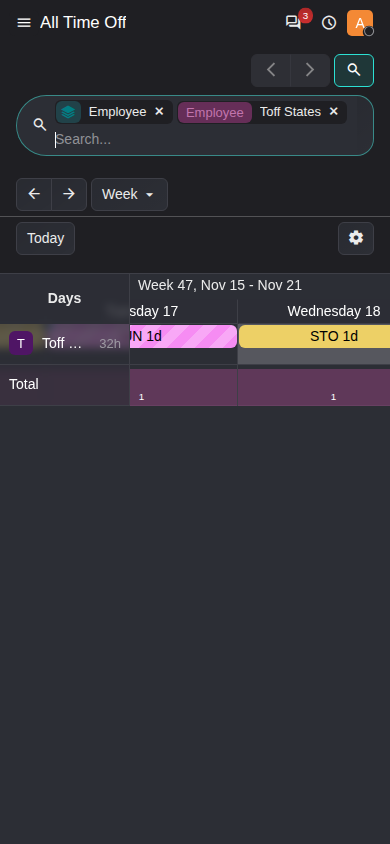 All Time Off
3
A
Employee ×
Employee Toff States ×
Search...
Week
Today
Days
Week 47, Nov 15 - Nov 21
sday 17
Wednesday 18
T Toff ... 32h
N 1d
STO 1d
Total
1
1